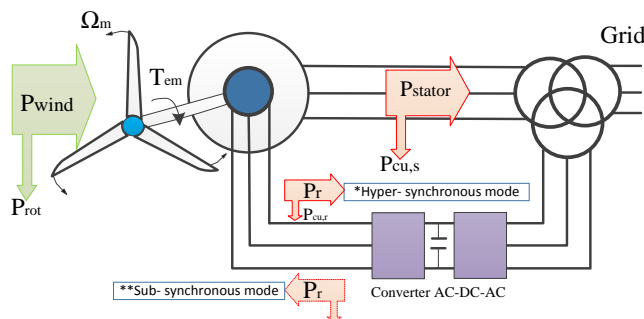 Ωm
Grid
Tem
Pwind
Pstator
Pcu,s
Prot
Pr
*Hyper- synchronous mode
Pcu,r
**Sub- synchronous mode
Pr
Converter AC-DC-AC